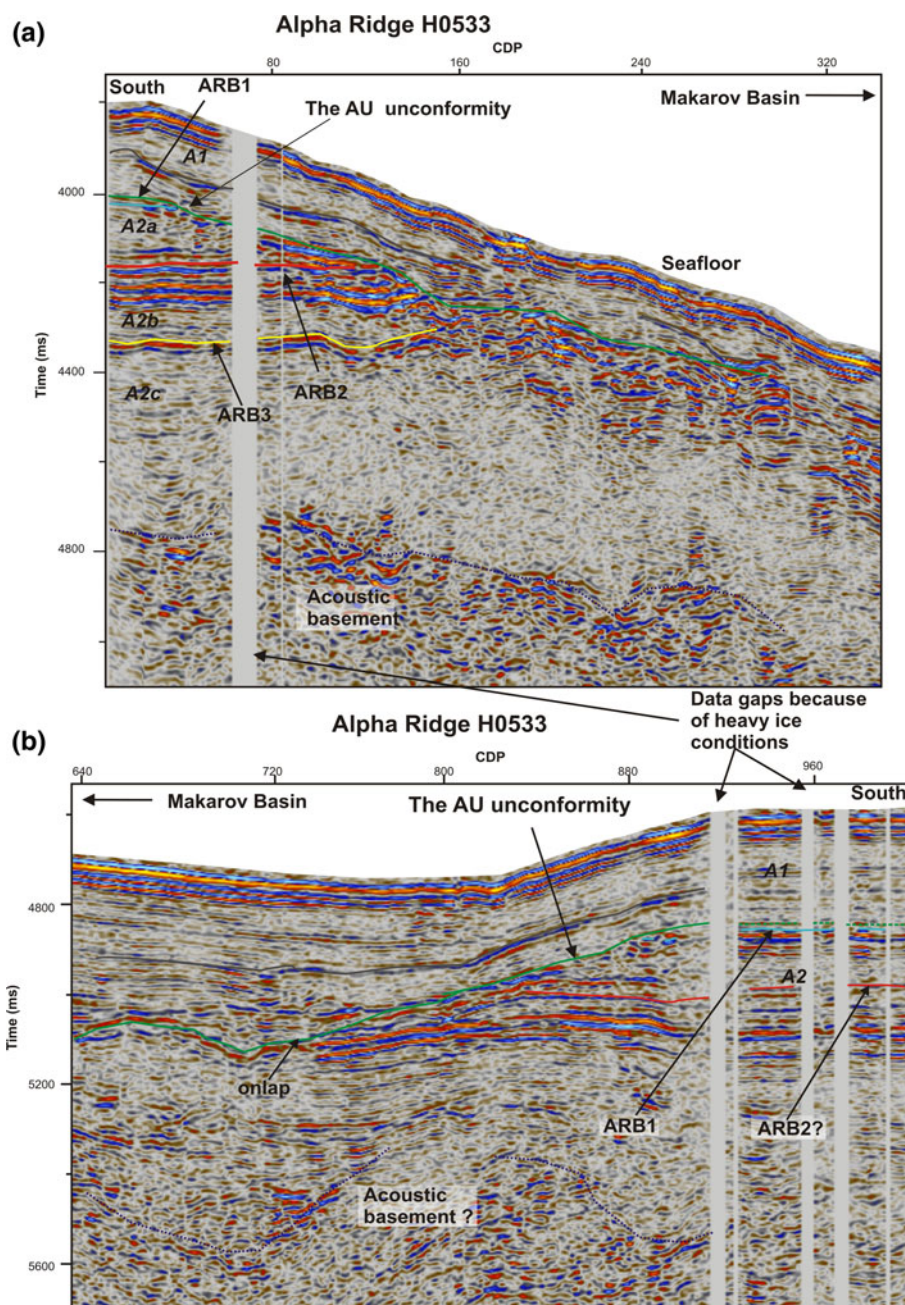 (a)
Alpha Ridge H0533
CDP
80
160
240
320
South
ARB1
The AU unconformity
Makarov Basin
A1
4000
A2a
Seafloor
A2b
Time (ms)
4400
ARB2
A2c
ARB3
4800
Acoustic
basement
Data gaps because
of heavy ice
conditions
(b)
Alpha Ridge H0533
CDP
640
720
800
880
960
Makarov Basin
The AU unconformity
South
A1
4800
A2
Time (ms)
onlap
5200
ARB1
ARB2?
Acoustic
basement ?
5600